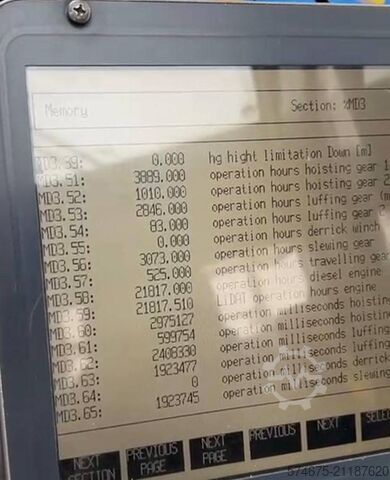 Memory Section: %MD3
MD3.39: 0.000 hg hight limitation Down [m]
MD3.51: 3889.000 operation hours hoisting gear 1
MD3.52: 1010.000 operation hours hoisting gear 2
MD3.53: 2846.000 operation hours luffing gear (m
MD3.54: 83.000 operation hours luffing gear 2
MD3.55: 0.000 operation hours derrick winch
MD3.56: 3073.000 operation hours slewing gear
MD3.57: 525.000 operation hours travelling gear
MD3.58: 21817.000 operation hours diesel engine
MD3.59: 21817.510 LiDAT operation hours engine
MD3.60: 2975127 operation milliseconds hoistin
MD3.61: 599754 operation milliseconds hoistin
MD3.62: 2408330 operation milliseconds luffing
MD3.63: 1923477 operation milliseconds luffing
MD3.64: 0 operation milliseconds derrick
MD3.65: 1923745 operation milliseconds slewing
NEXT SECTION PREVIOUS PAGE NEXT PAGE PREVIOUS NEXT
974675-21187620